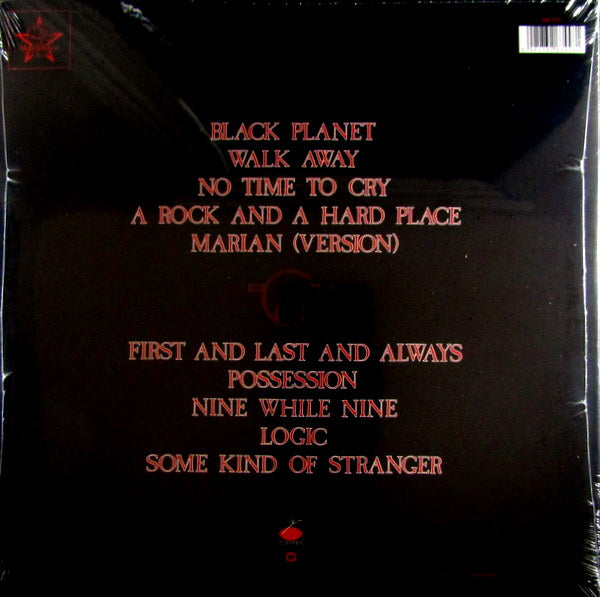 BLACK PLANET
WALK AWAY
NO TIME TO CRY
A ROCK AND A HARD PLACE
MARIAN (VERSION)
FIRST AND LAST AND ALWAYS
POSSESSION
NINE WHILE NINE
LOGIC
SOME KIND OF STRANGER